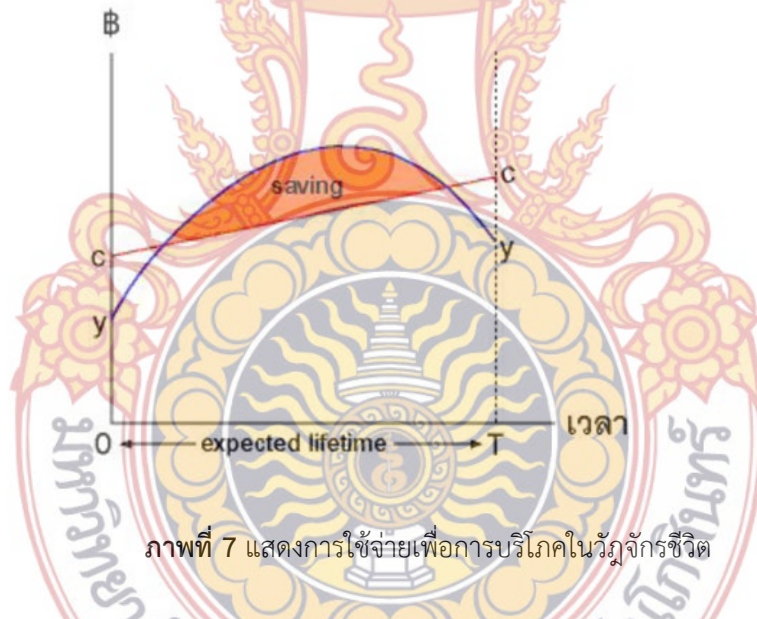 ฿
saving
c
c
y
y
เวลา
0 expected lifetime T
ภาพที่ 7 แสดงการใช้จ่ายเพื่อการบริโภคในวัฎจักรชีวิต